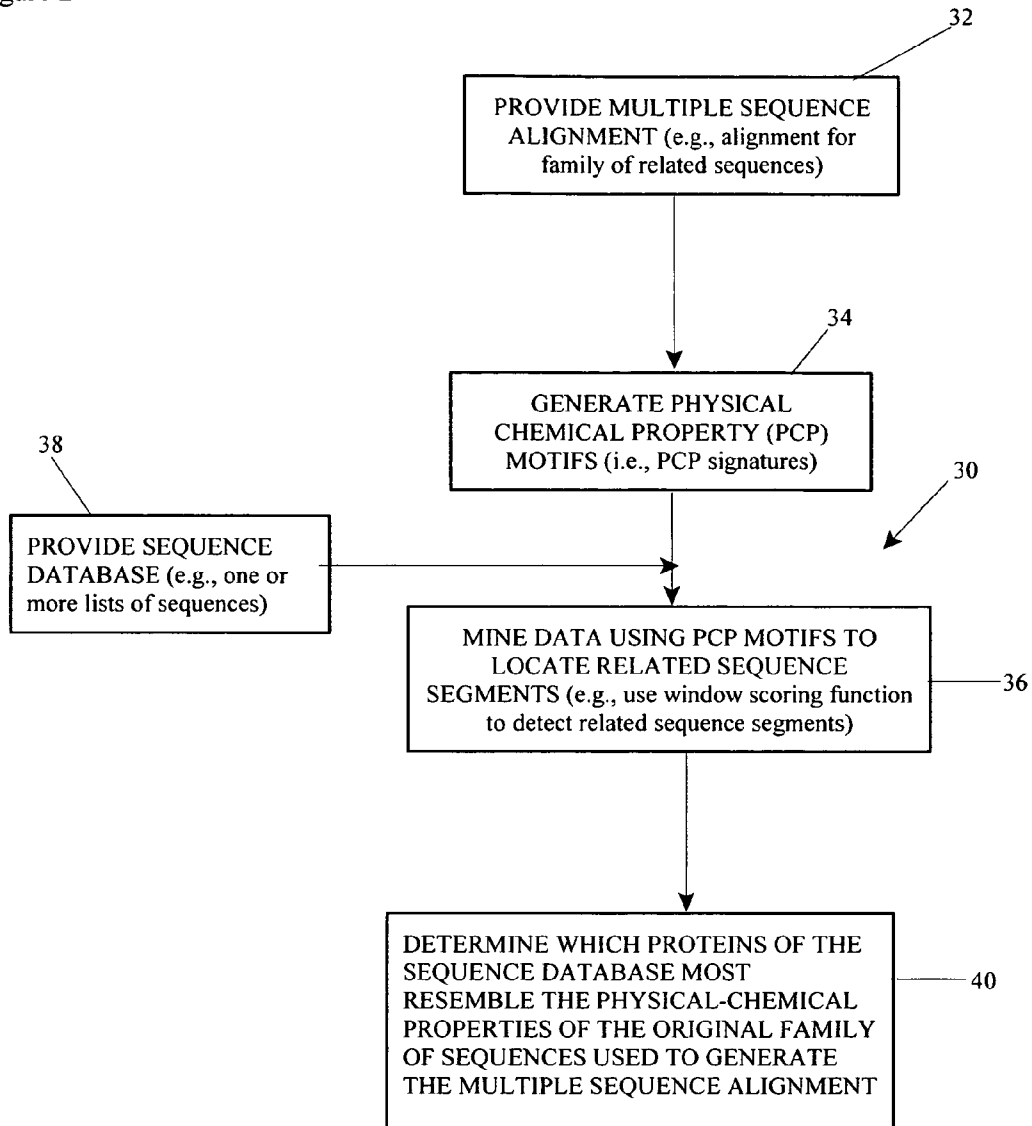 32
PROVIDE MULTIPLE SEQUENCE
ALIGNMENT (e.g., alignment for
family of related sequences)
34
GENERATE PHYSICAL
CHEMICAL PROPERTY (PCP)
MOTIFS (i.e., PCP signatures)
38
30
PROVIDE SEQUENCE
DATABASE (e.g., one or
more lists of sequences)
MINE DATA USING PCP MOTIFS TO
LOCATE RELATED SEQUENCE
SEGMENTS (e.g., use window scoring function
to detect related sequence segments)
36
DETERMINE WHICH PROTEINS OF THE
SEQUENCE DATABASE MOST
RESEMBLE THE PHYSICAL-CHEMICAL
PROPERTIES OF THE ORIGINAL FAMILY
OF SEQUENCES USED TO GENERATE
THE MULTIPLE SEQUENCE ALIGNMENT
40